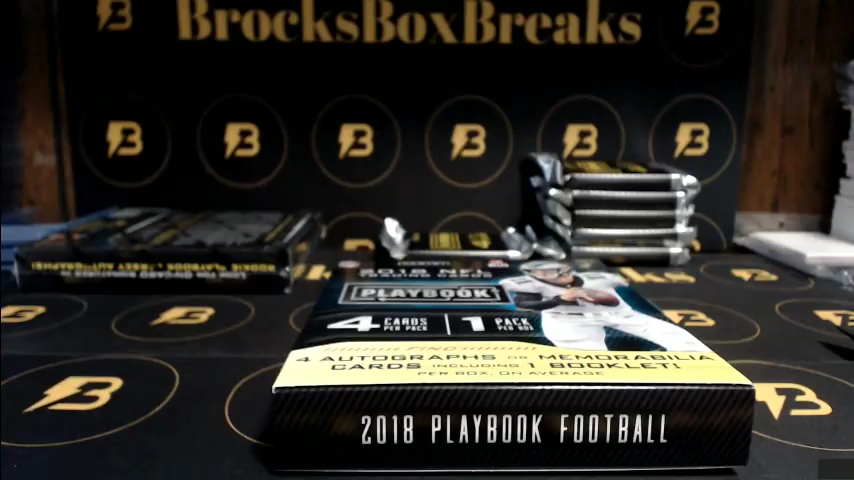 BrocksBoxBreaks
B B
B B B B B B
2018 NFL
PLAYBOOK
4 CARDS PER PACK | 1 PACK PER BOX
FIND
4 AUTOGRAPHS OR MEMORABILIA
CARDS INCLUDING 1 BOOKLET!
PER BOX, ON AVERAGE
2018 PLAYBOOK FOOTBALL